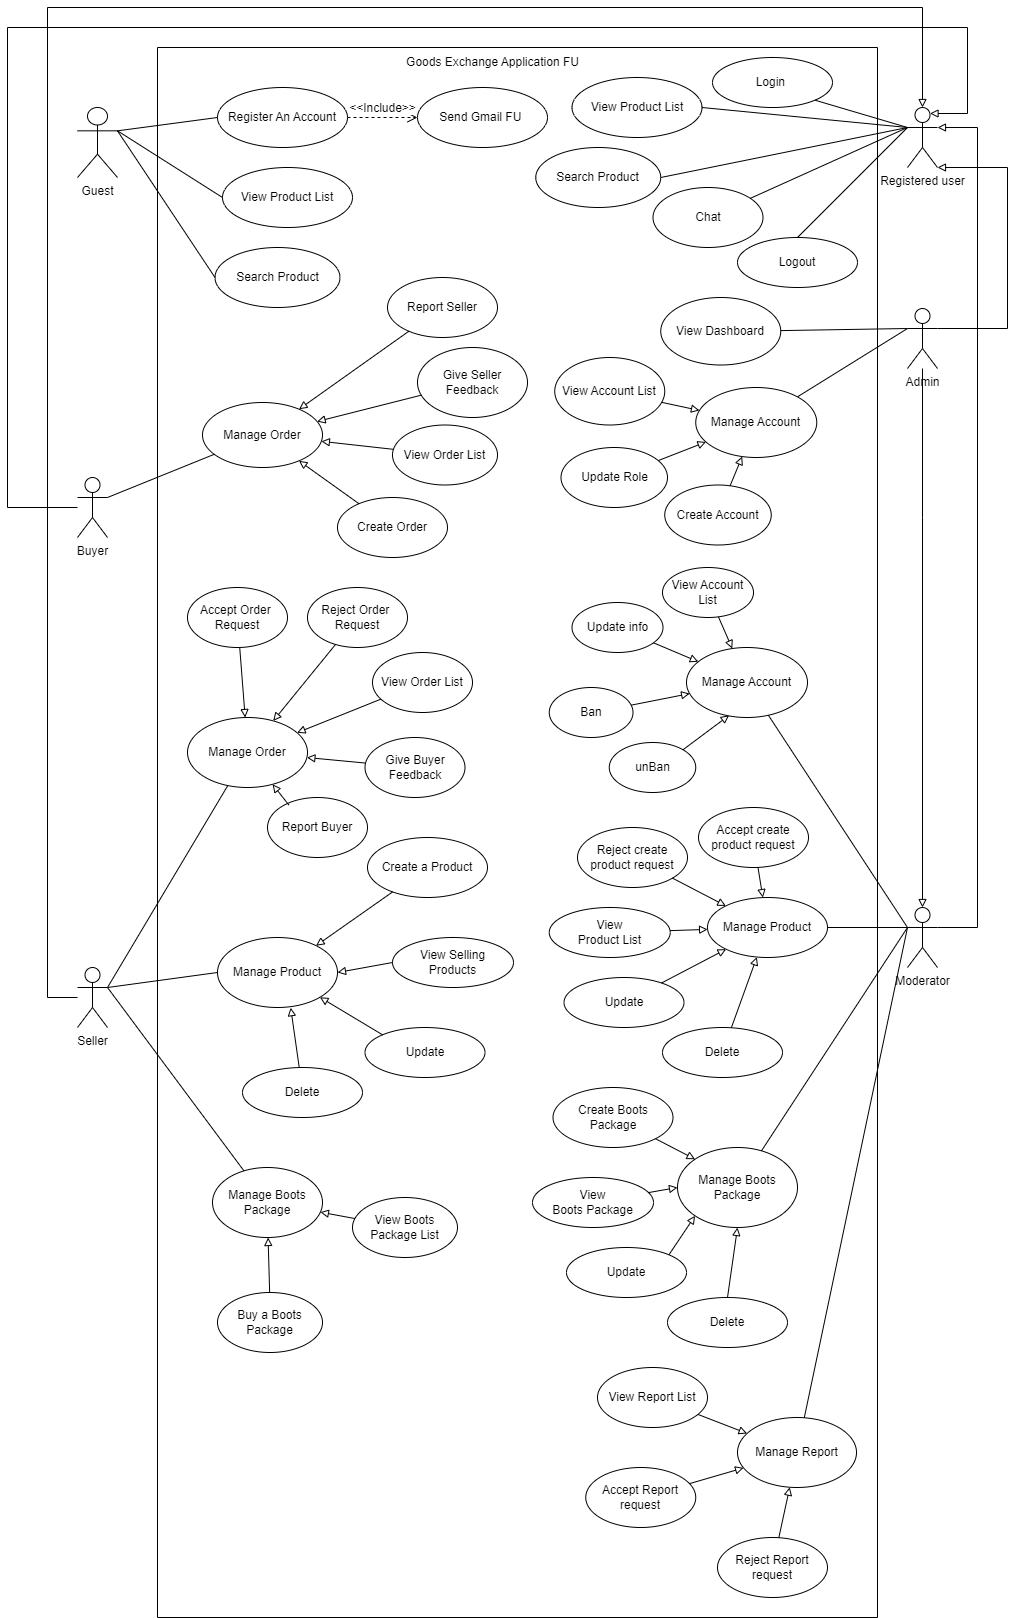 Goods Exchange Application FU
Login
View Product List
Register An Account
<<Include>>
Send Gmail FU
Guest
Registered user
Search Product
View Product List
Chat
Logout
Search Product
Report Seller
View Dashboard
Admin
Give Seller
Feedback
View Account List
Manage Account
Manage Order
View Order List
Update Role
Create Account
Create Order
Buyer
View Account
List
Accept Order
Request
Reject Order
Request
Update info
View Order List
Manage Account
Ban
Manage Order
Give Buyer
Feedback
unBan
Report Buyer
Accept create
product request
Reject create
product request
Create a Product
View
Product List
Manage Product
Moderator
View Selling
Products
Manage Product
Update
Seller
Update
Delete
Delete
Create Boots
Package
Manage Boots
Package
View
Boots Package
Manage Boots
Package
View Boots
Package List
Update
Buy a Boots
Package
Delete
View Report List
Manage Report
Accept Report
request
Reject Report
request